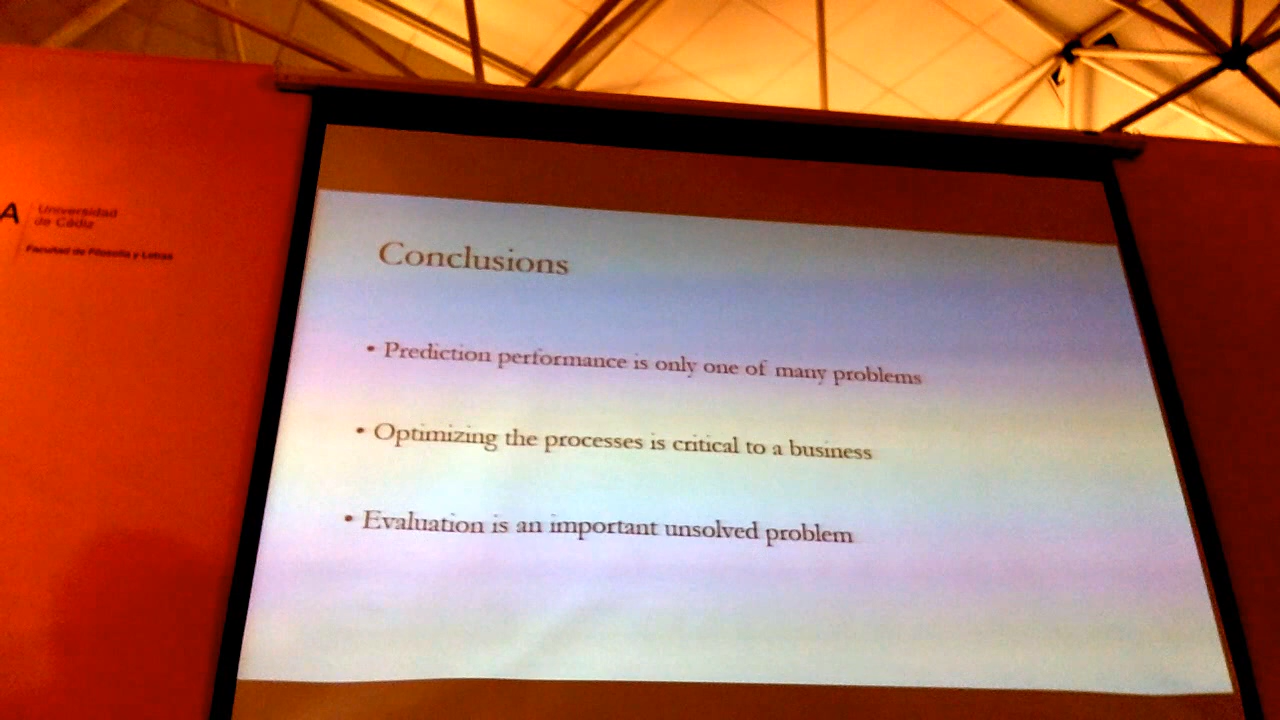 A
Universidad
de Cádiz
Facultad de Filosofía y Letras
Conclusions
• Prediction performance is only one of many problems
• Optimizing the processes is critical to a business
• Evaluation is an important unsolved problem